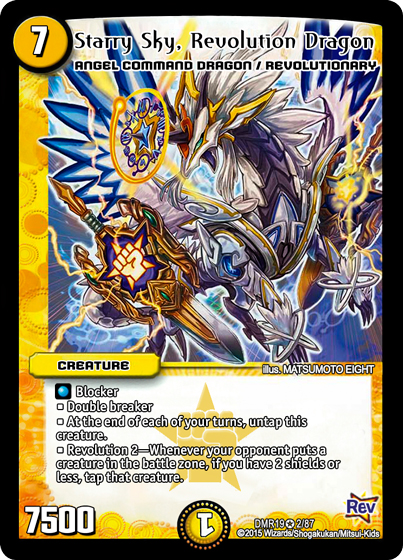 7
Starry Sky, Revolution Dragon
ANGEL COMMAND DRAGON / REVOLUTIONARY
illus. MATSUMOTO EIGHT
CREATURE
Blocker
▪ Double breaker
▪ At the end of each of your turns, untap this
creature.
▪ Revolution 2—Whenever your opponent puts
a creature in the battle zone, if you have 2 shields or
less, tap that creature.
Rev
7500
1
DMR19 2/87
©2015 Wizards/Shogakukan/Mitsui-Kids